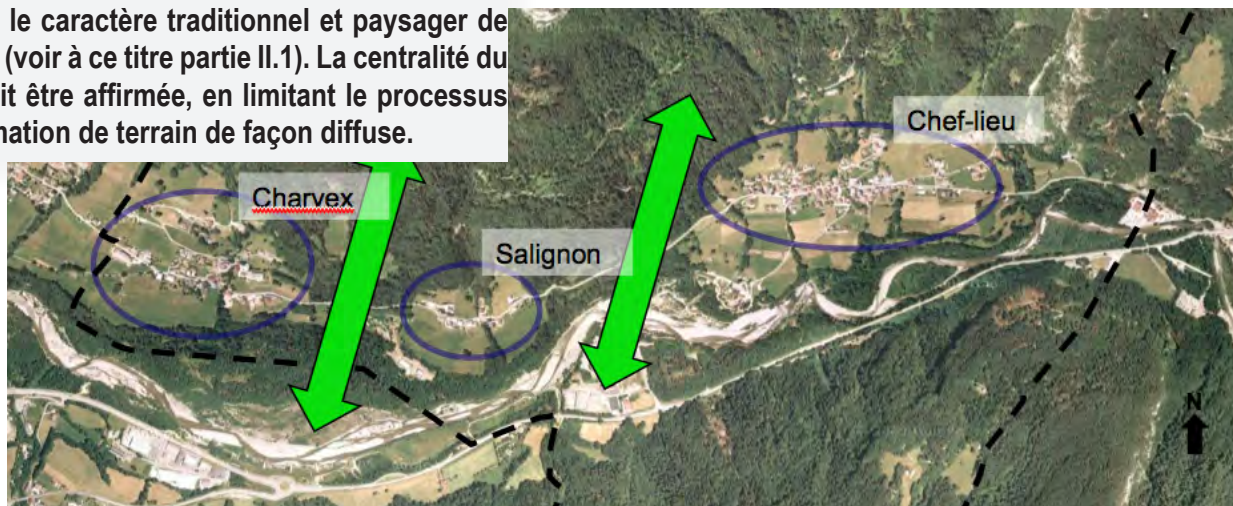 le caractère traditionnel et paysager de
(voir à ce titre partie II.1). La centralité du
it être affirmée, en limitant le processus
nation de terrain de façon diffuse.
Chef-lieu
Charvex
Salignon
N